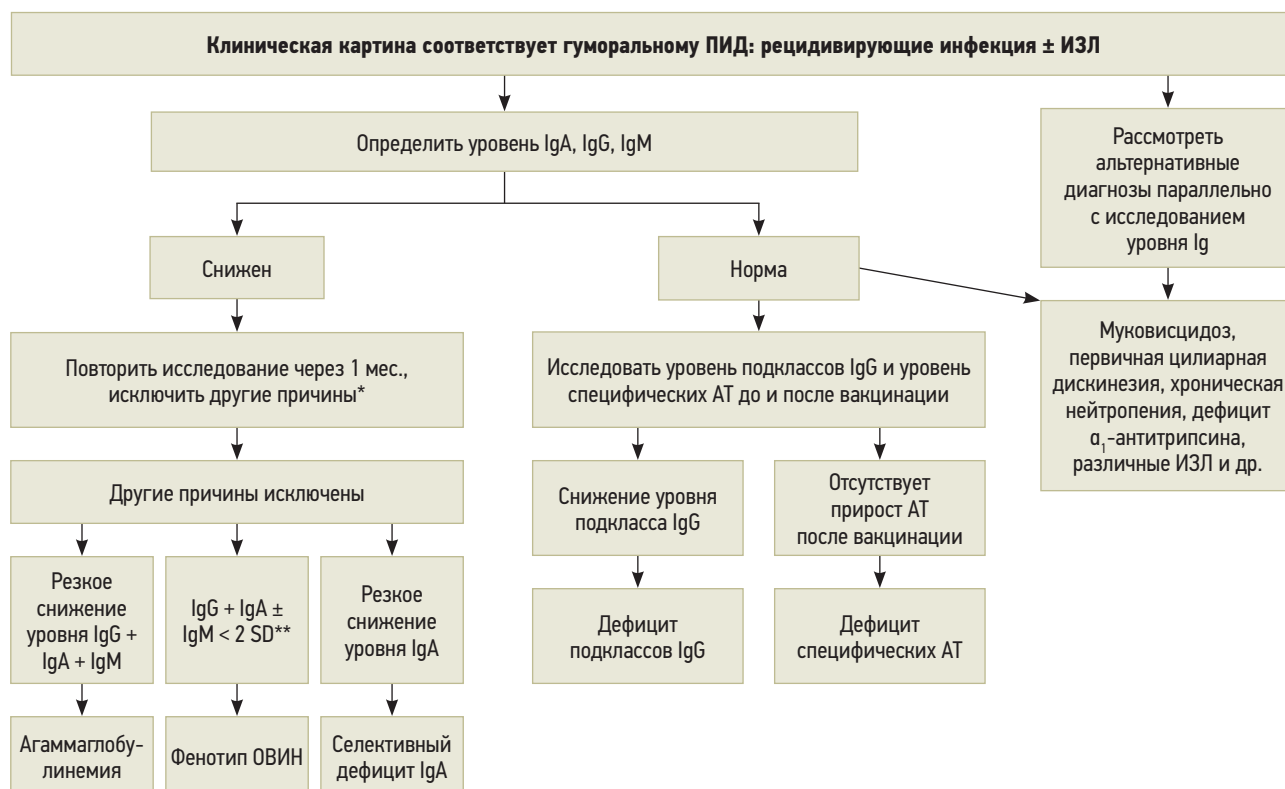 Клиническая картина соответствует гуморальному ПИД: рецидивирующие инфекция ± ИЗЛ
Определить уровень IgA, IgG, IgM
Рассмотреть
альтернативные
диагнозы параллельно
с исследованием
уровня Ig
Снижен
Норма
Муковисцидоз,
первичная цилиарная
дискинезия, хроническая
нейтропения, дефицит
α₁-антитрипсина,
различные ИЗЛ и др.
Повторить исследование через 1 мес.,
исключить другие причины*
Исследовать уровень подклассов IgG и уровень
специфических АТ до и после вакцинации
Другие причины исключены
Снижение уровня
подкласса IgG
Отсутствует
прирост АТ
после вакцинации
Резкое
снижение
уровня IgG +
IgA + IgM
IgG + IgA ±
IgM < 2 SD**
Резкое
снижение
уровня IgA
Дефицит
подклассов IgG
Дефицит
специфических АТ
Агаммаглобу-
линемия
Фенотип ОВИН
Селективный
дефицит IgA